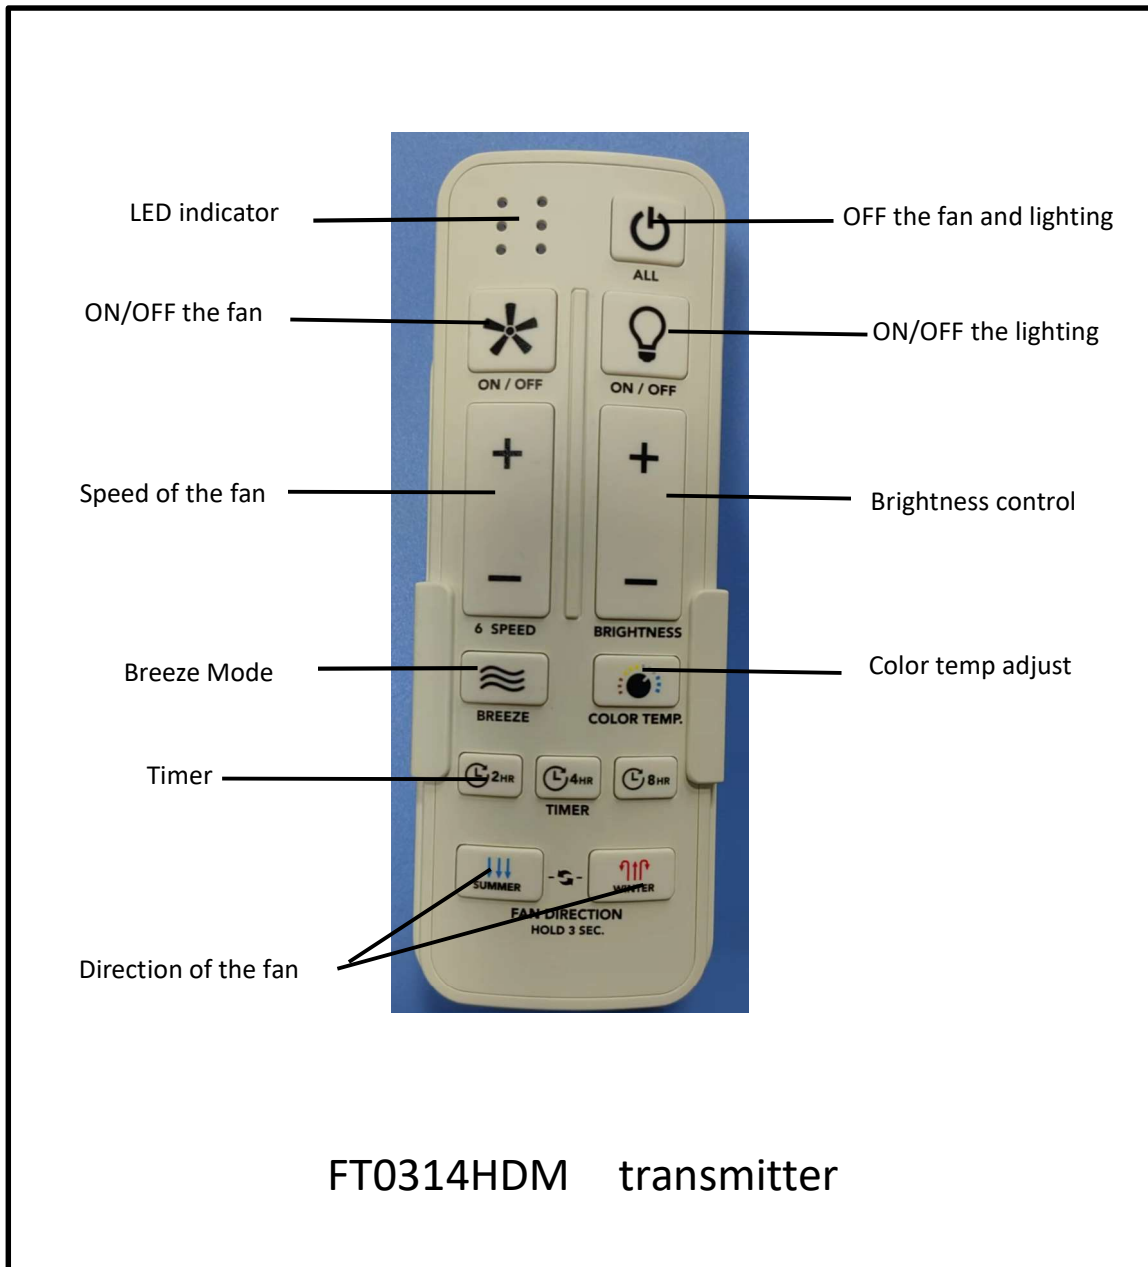 LED indicator
OFF the fan and lighting
ALL
ON/OFF the fan
ON/OFF the lighting
ON / OFF
ON / OFF
+
+
Speed of the fan
Brightness control
−
−
6 SPEED
BRIGHTNESS
Breeze Mode
Color temp adjust
BREEZE
COLOR TEMP.
Timer
2HR
4HR
8HR
TIMER
SUMMER
WINTER
FAN DIRECTION
HOLD 3 SEC.
Direction of the fan
FT0314HDM transmitter